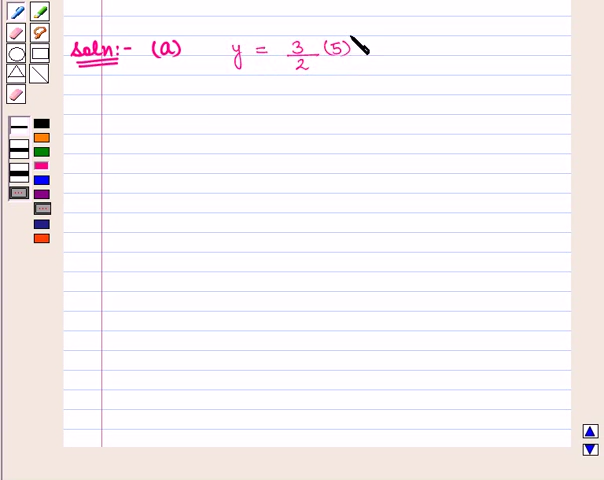 Soln:- (a) y = 3/2 (5)